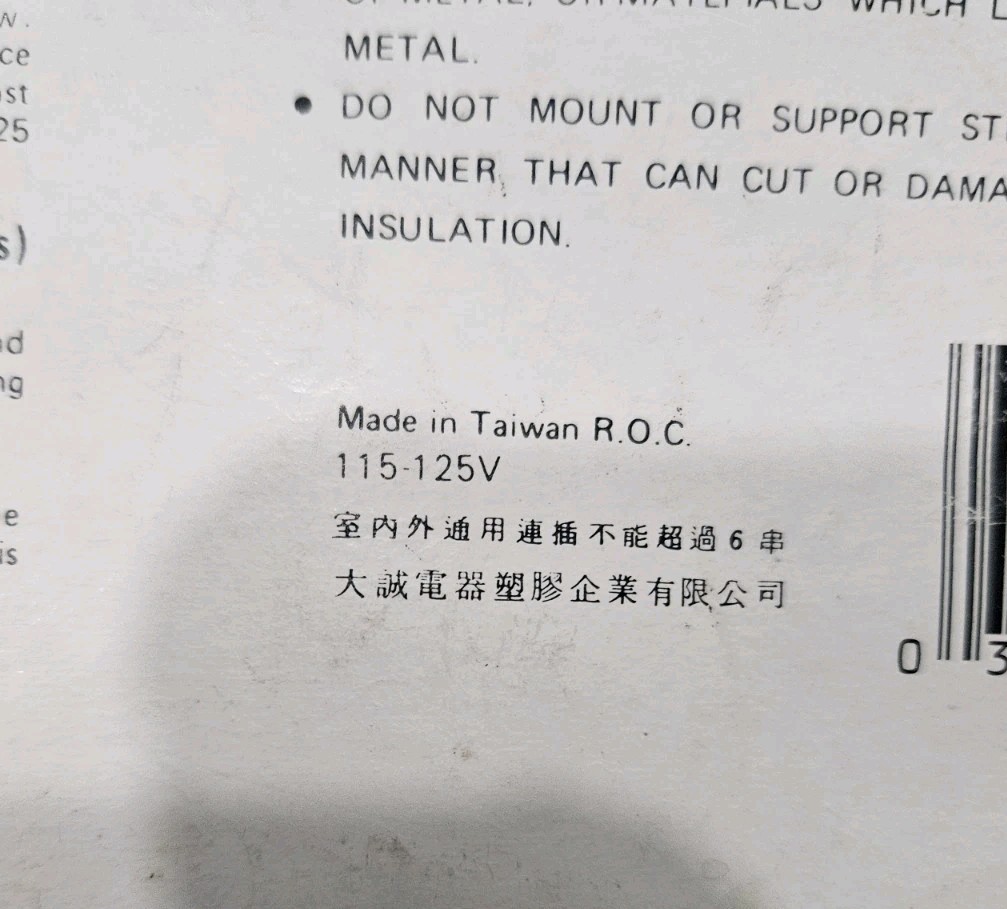 METAL.
• DO NOT MOUNT OR SUPPORT
MANNER THAT CAN CUT OR
INSULATION.
Made in Taiwan R.O.C.
115-125V
室內外通用連插不能超過6串
大誠電器塑膠企業有限公司
0 3